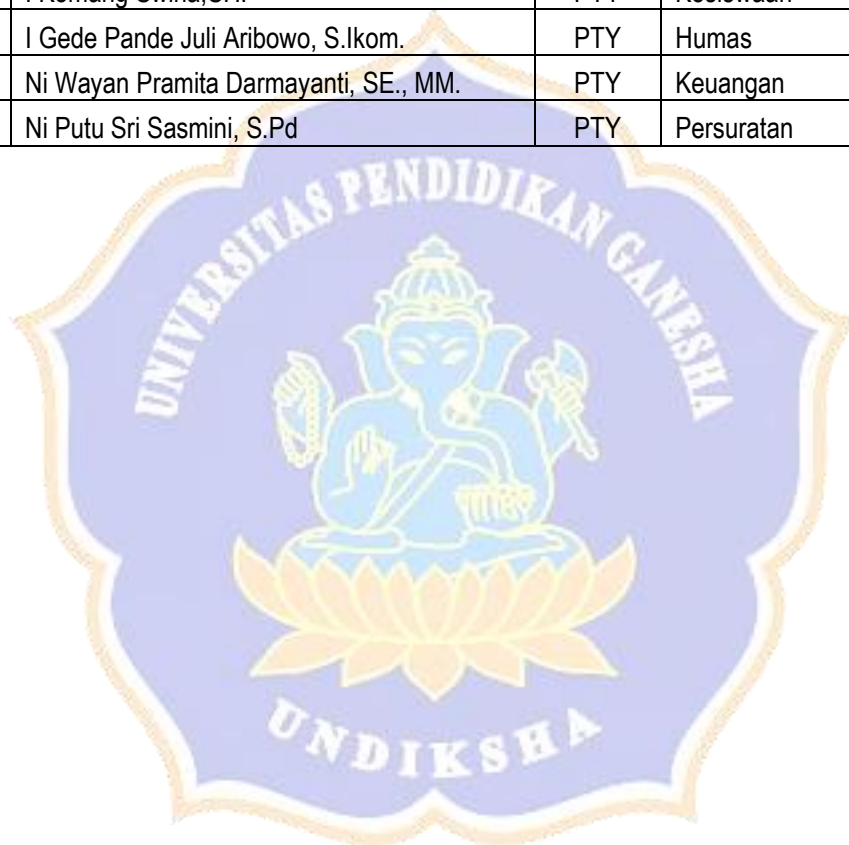 I Gede Pande Juli Aribowo, S.Ikom. PTY Humas
Ni Wayan Pramita Darmayanti, SE., MM. PTY Keuangan
Ni Putu Sri Sasmini, S.Pd PTY Persuratan
UNIVERSITAS PENDIDIKAN GANESHA
UNDIKSHA